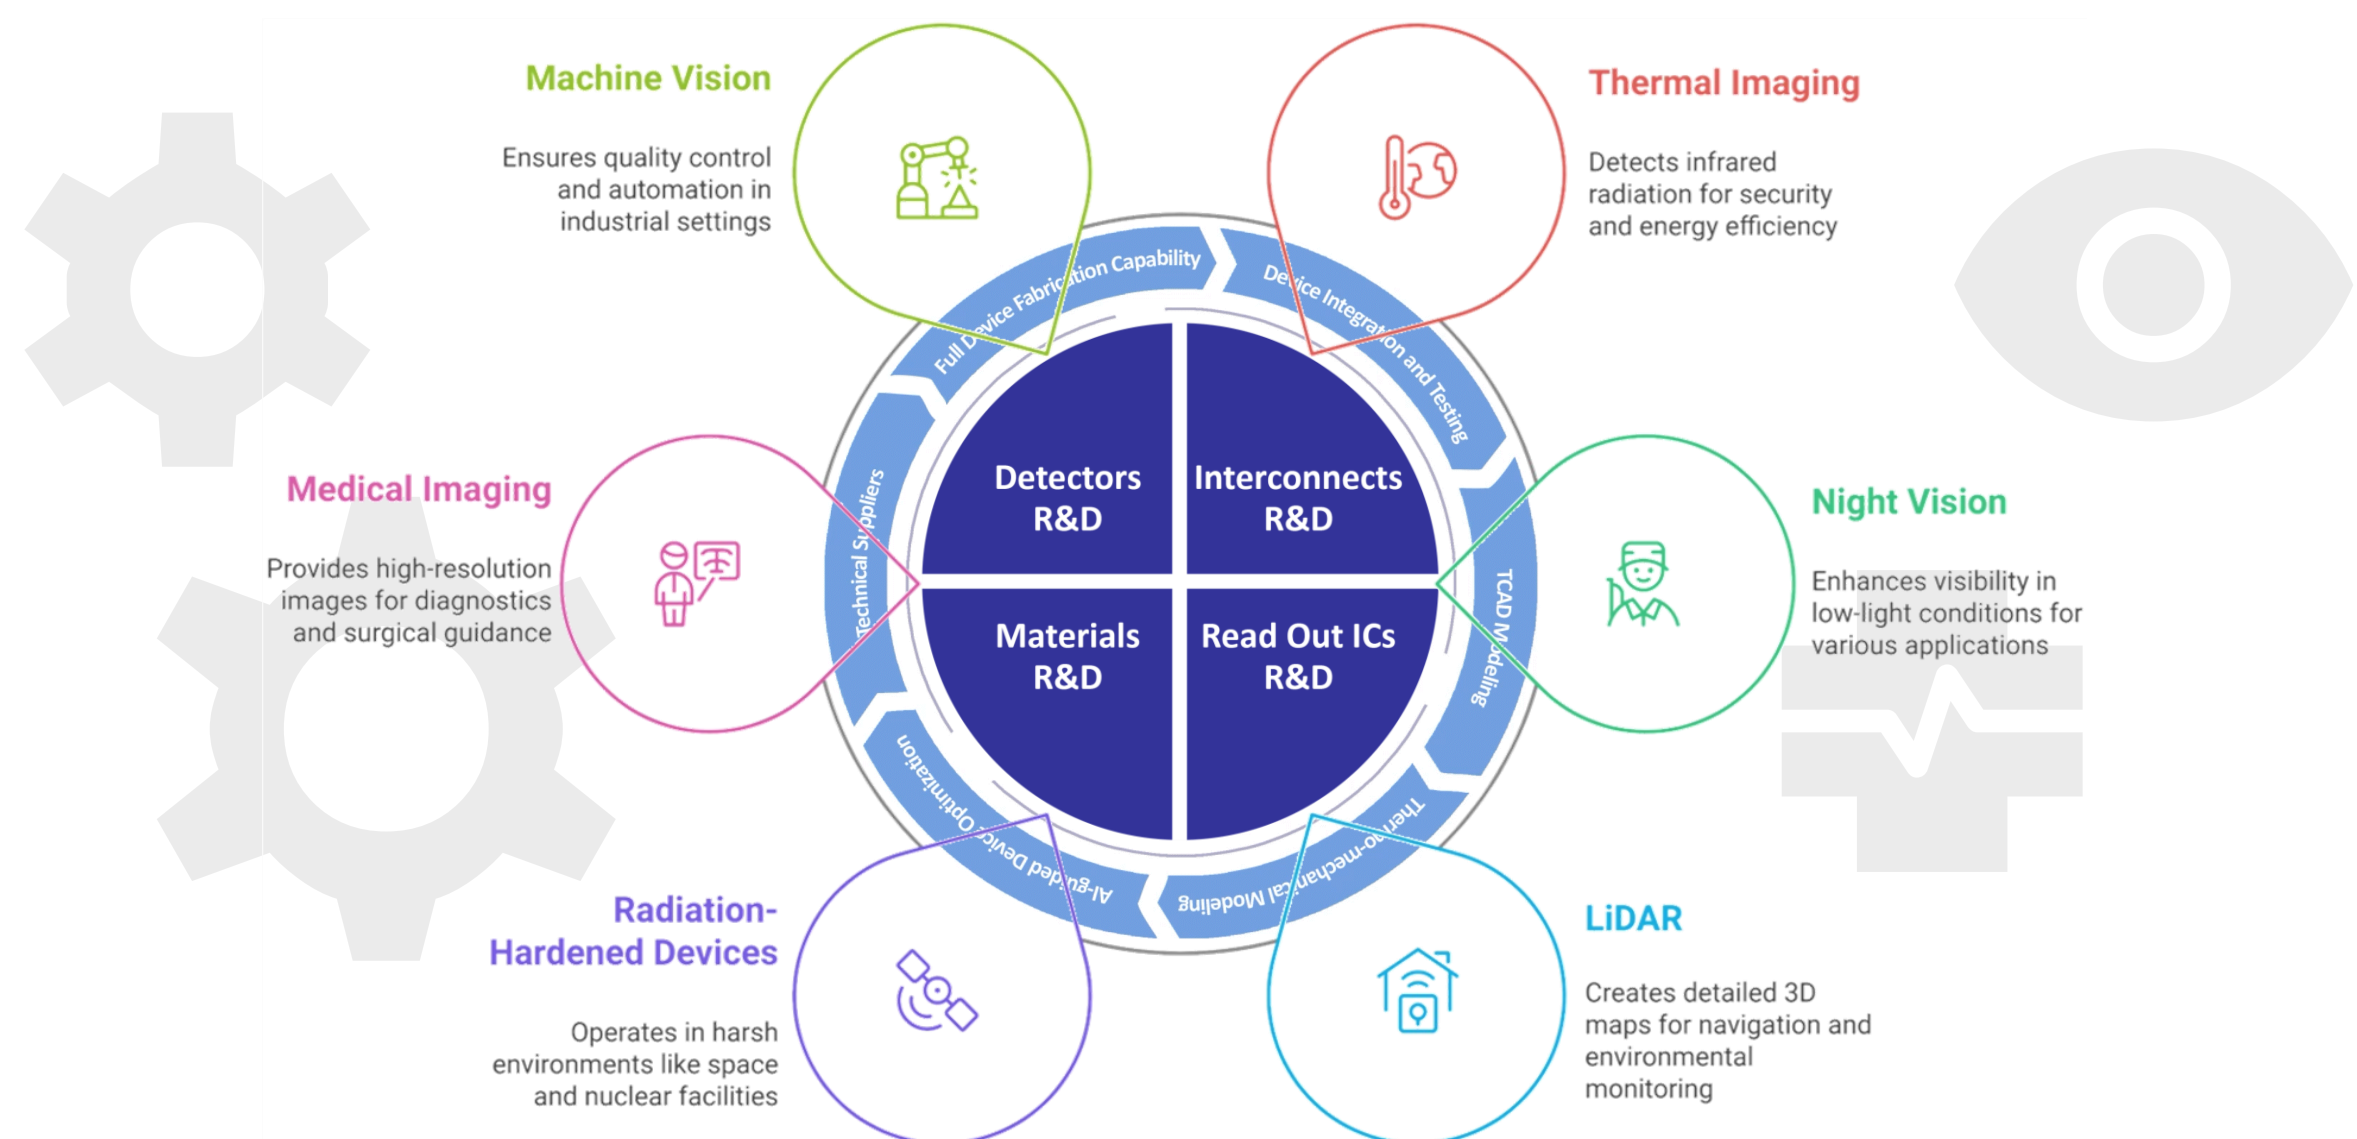 Machine Vision
Ensures quality control
and automation in
industrial settings
Thermal Imaging
Detects infrared
radiation for security
and energy efficiency
Medical Imaging
Provides high-resolution
images for diagnostics
and surgical guidance
Night Vision
Enhances visibility in
low-light conditions for
various applications
Radiation-
Hardened Devices
Operates in harsh
environments like space
and nuclear facilities
LiDAR
Creates detailed 3D
maps for navigation and
environmental
monitoring
Full Device Fabrication Capability
Device Integration and Testing
TCAD Modeling
Thermo-mechanical Modeling
AI-guided Device Optimization
Technical Suppliers
Detectors
R&D
Interconnects
R&D
Materials
R&D
Read Out ICs
R&D